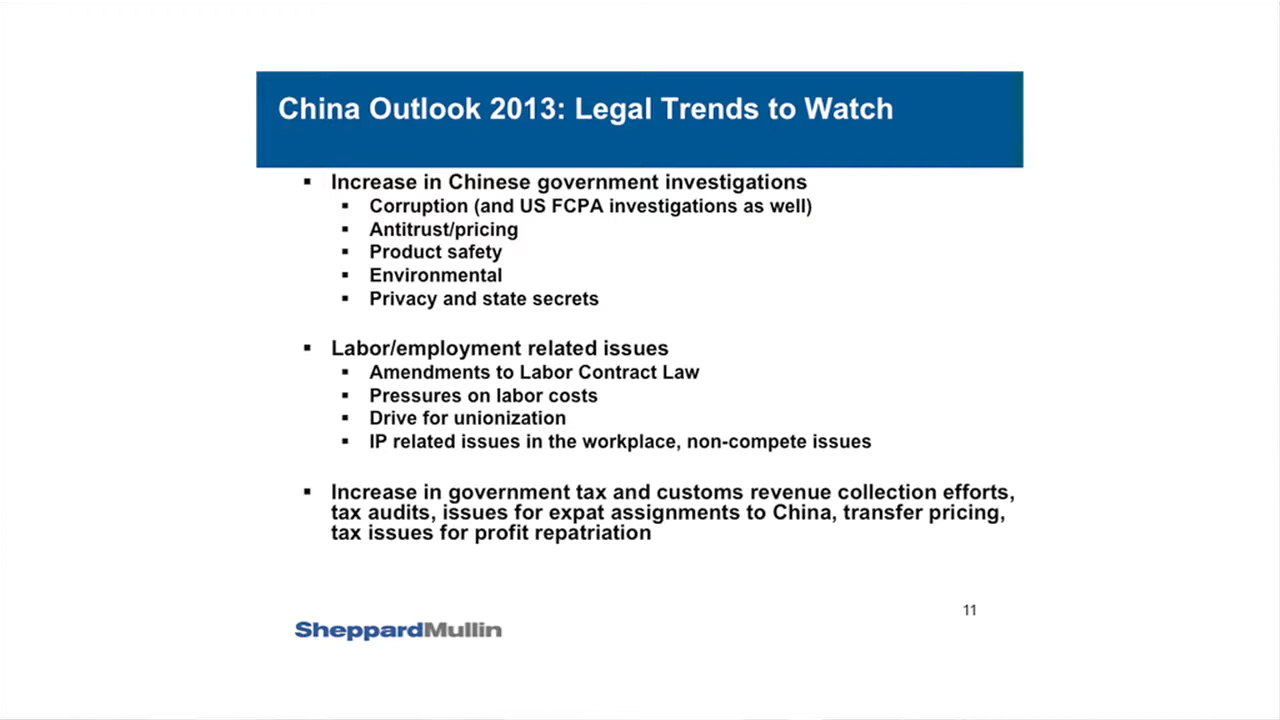 China Outlook 2013: Legal Trends to Watch
▪ Increase in Chinese government investigations
▪ Corruption (and US FCPA investigations as well)
▪ Antitrust/pricing
▪ Product safety
▪ Environmental
▪ Privacy and state secrets
▪ Labor/employment related issues
▪ Amendments to Labor Contract Law
▪ Pressures on labor costs
▪ Drive for unionization
▪ IP related issues in the workplace, non-compete issues
▪ Increase in government tax and customs revenue collection efforts,
tax audits, issues for expat assignments to China, transfer pricing,
tax issues for profit repatriation
11
SheppardMullin